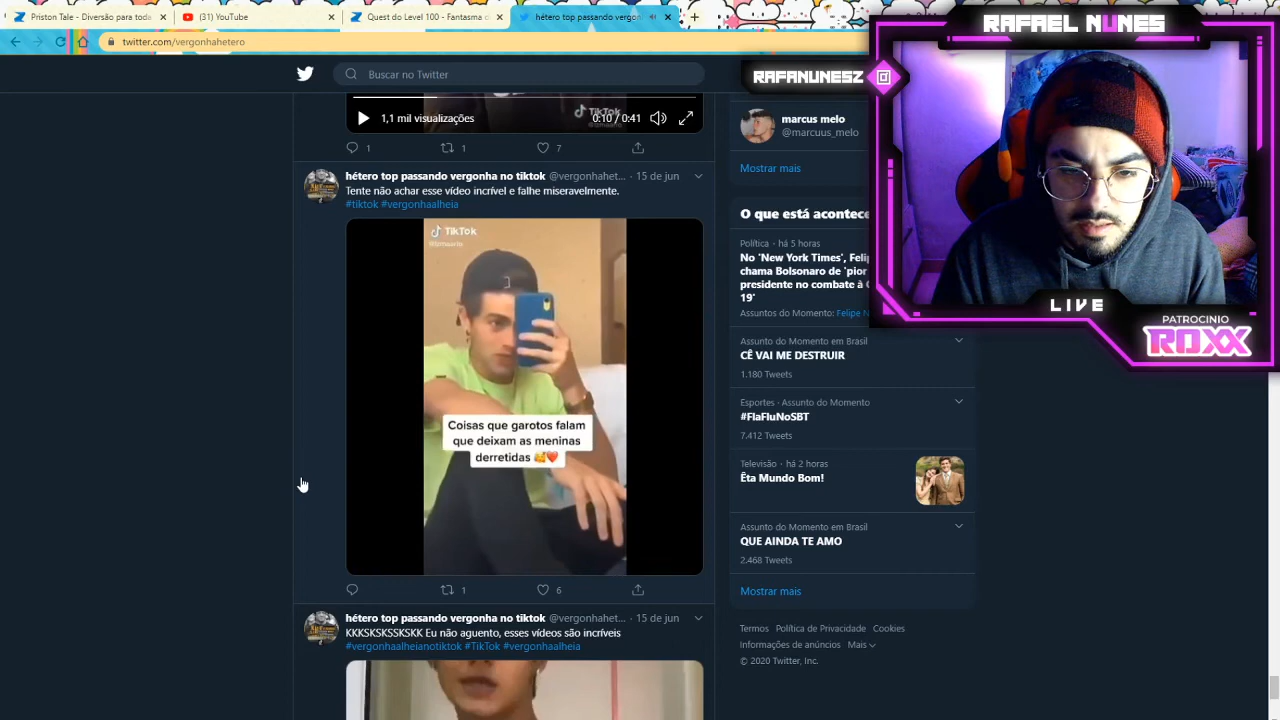 Priston Tale - Diversão para toda
(31) YouTube
Quest do Level 100 - Fantasma d
hétero top passando vergon
twitter.com/vergonhahetero
RAFAEL NUNES
RAFANUNESZ
LIVE
PATROCINIO
ROXX
Buscar no Twitter
TikTok
1,1 mil visualizações
0:10 / 0:41
1
1
7
hétero top passando vergonha no tiktok @vergonhahet... · 15 de jun
Tente não achar esse vídeo incrível e falhe miseravelmente.
#tiktok #vergonhaalheia
TikTok
Coisas que garotos falam
que deixam as meninas
derretidas 🥰❤️
1
6
hétero top passando vergonha no tiktok @vergonhahet... · 15 de jun
KKKSKSKSSKSKK Eu não aguento, esses vídeos são incríveis
#vergonhaalheianotiktok #TikTok #vergonhaalheia
marcus melo
@marcuus_melo
Mostrar mais
O que está acontece
Política · há 5 horas
No 'New York Times', Felip
chama Bolsonaro de 'pior
presidente no combate à C
19'
Assuntos do Momento: Felipe N
Assunto do Momento em Brasil
CÊ VAI ME DESTRUIR
1.180 Tweets
Esportes · Assunto do Momento
#FlaFluNoSBT
7.412 Tweets
Televisão · há 2 horas
Êta Mundo Bom!
Assunto do Momento em Brasil
QUE AINDA TE AMO
2.468 Tweets
Mostrar mais
Termos Política de Privacidade Cookies
Informações de anúncios Mais
© 2020 Twitter, Inc.